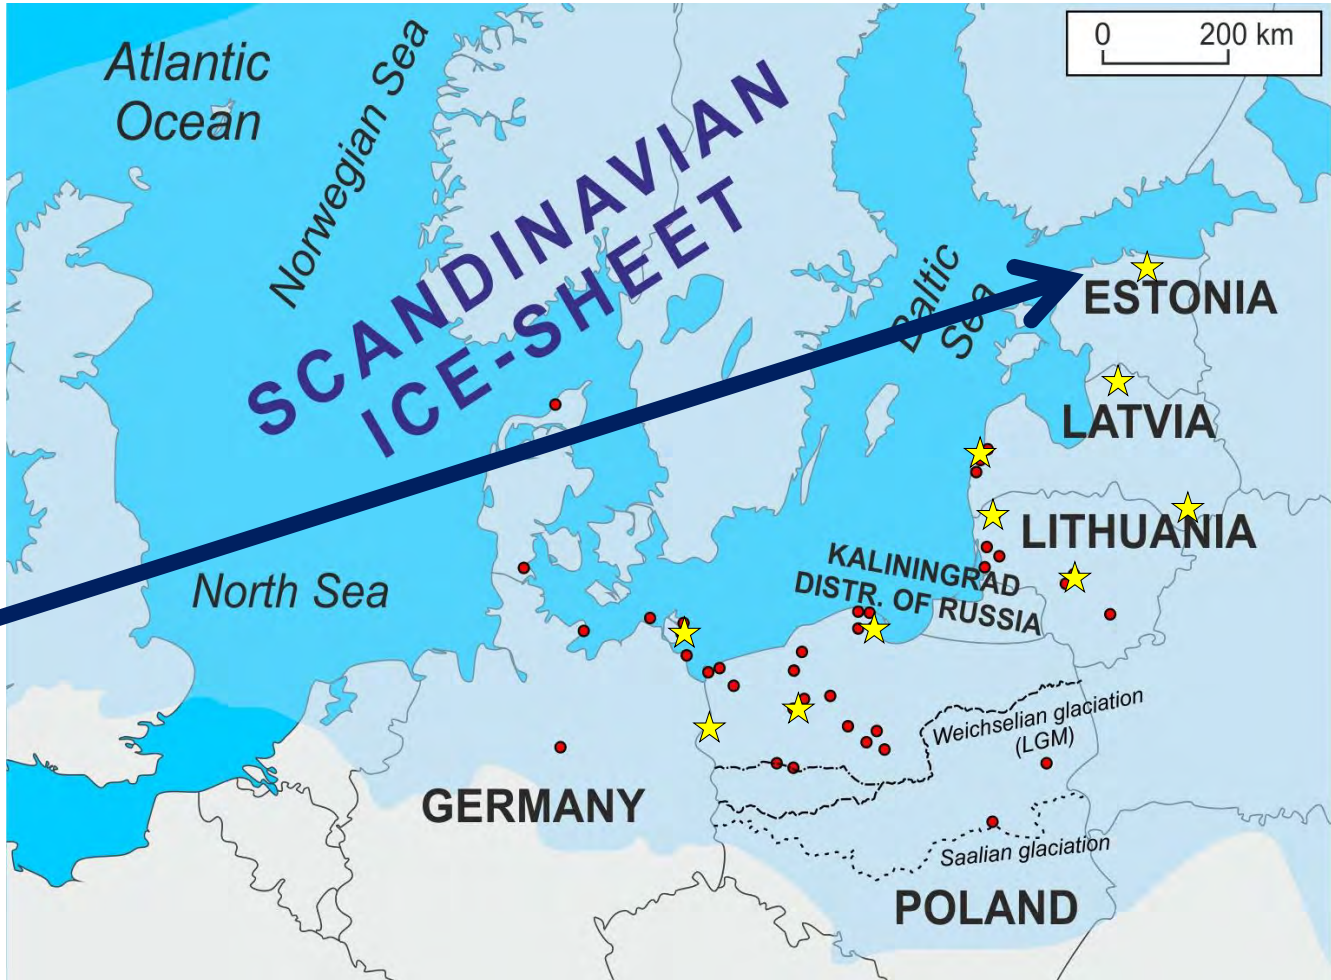 Atlantic
Ocean
Norwegian Sea
0 200 km
SCANDINAVIAN
ICE-SHEET
Baltic
Sea
ESTONIA
LATVIA
LITHUANIA
KALININGRAD
DISTR. OF RUSSIA
North Sea
Weichselian glaciation
(LGM)
GERMANY
Saalian glaciation
POLAND